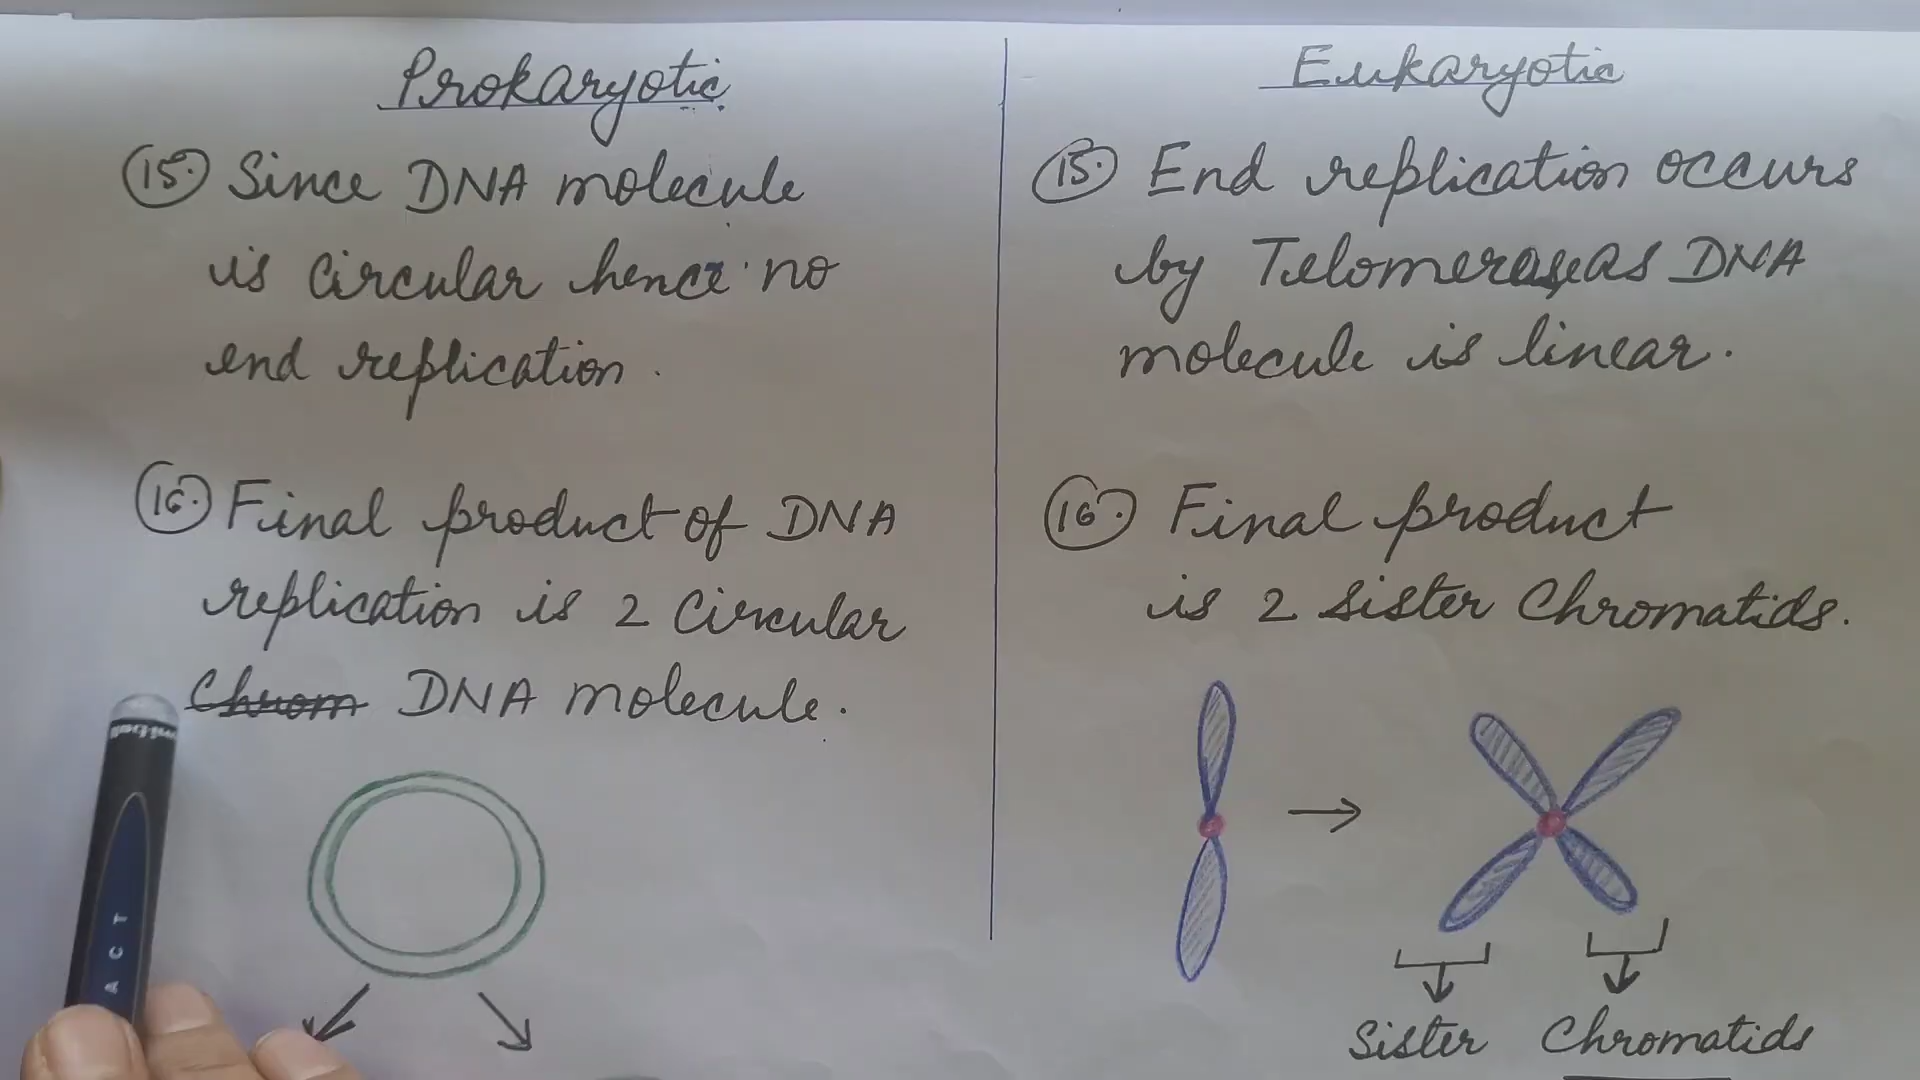 Prokaryotic
15. Since DNA molecule
is Circular hence no
end replication.
16. Final product of DNA
replication is 2 Circular
Chrom DNA molecule.
Eukaryotic
15. End replication occurs
by Telomerase as DNA
molecule is linear.
16. Final product
is 2 Sister Chromatids.
Sister Chromatids
ACT